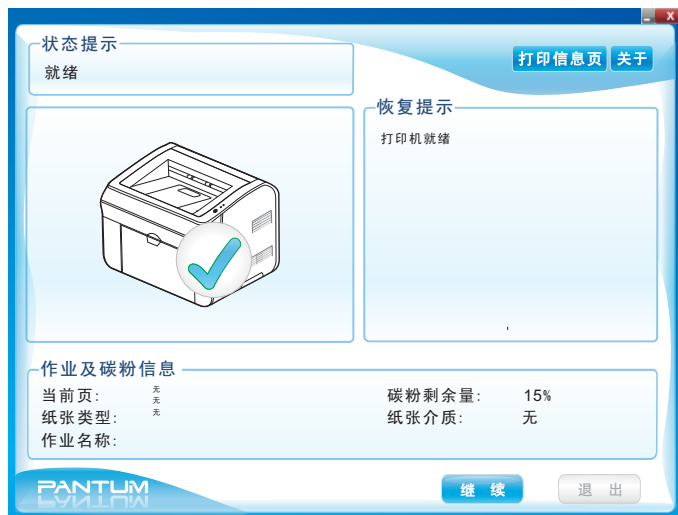 状态提示
就绪
打印信息页 关于
恢复提示
打印机就绪
作业及碳粉信息
当前页: 无
无
纸张类型: 无
作业名称:
碳粉剩余量: 15%
纸张介质: 无
PANTUM
继 续
退 出